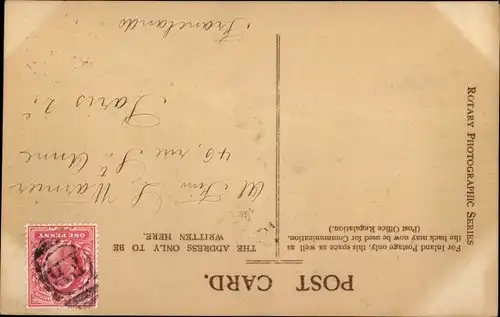 POST CARD.
For Inland Postage only, this space as well as
the back may now be used for Communication.
(Post Office Regulation.)
THE ADDRESS ONLY TO BE
WRITTEN HERE.
ROTARY PHOTOGRAPHIC SERIES
ONE PENNY
L. Warnier
46, rue St. Anne
Paris 2e.